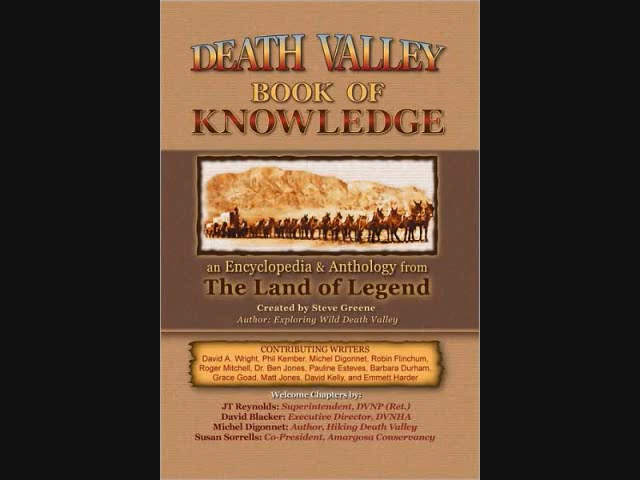 DEATH VALLEY
BOOK OF
KNOWLEDGE
an Encyclopedia & Anthology from
The Land of Legend
Created by Steve Greene
Author: Exploring Wild Death Valley
CONTRIBUTING WRITERS
David A. Wright, Phil Kember, Michel Digonnet, Robin Flinchum,
Roger Mitchell, Dr. Ben Jones, Pauline Esteves, Barbara Durham,
Grace Goad, Matt Jones, David Kelly, and Emmett Harder
Welcome Chapters by:
JT Reynolds: Superintendent, DVNP (Ret.)
David Blacker: Executive Director, DVNHA
Michel Digonnet: Author, Hiking Death Valley
Susan Sorrells: Co-President, Amargosa Conservancy